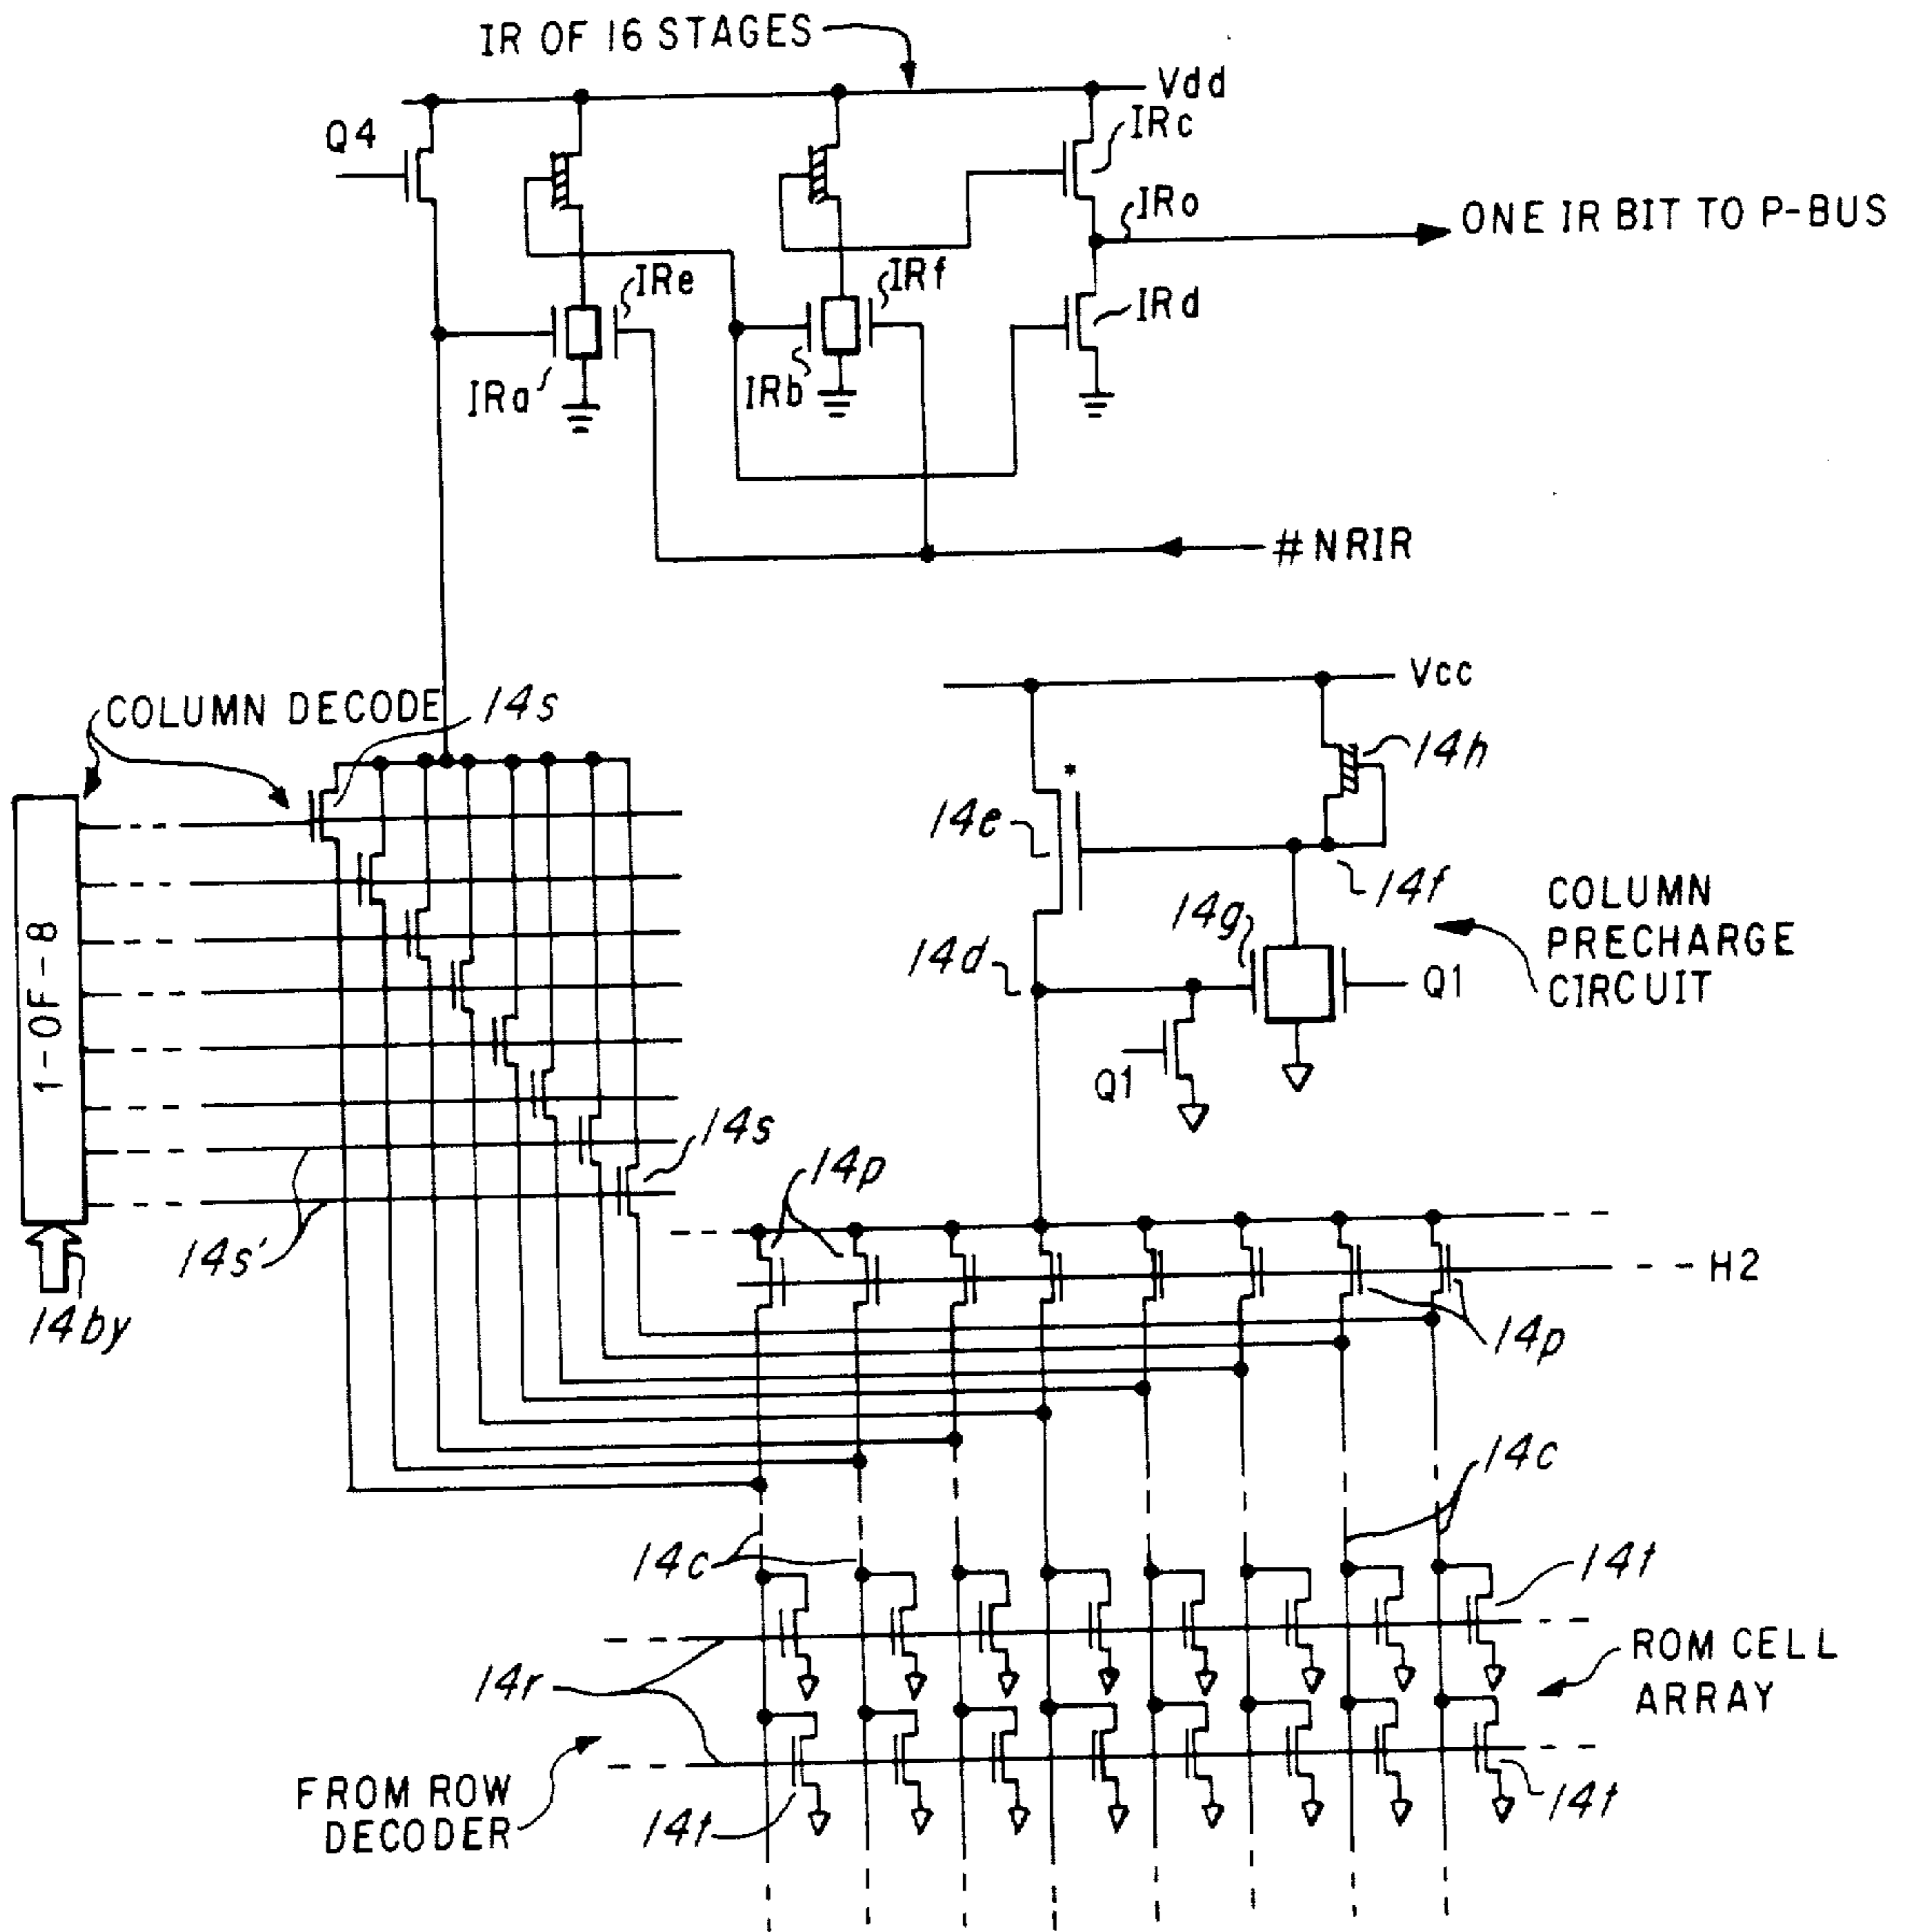 IR OF 16 STAGES
Vdd
Q4
IRc
IRo
ONE IR BIT TO P-BUS
IRe
IRf
IRd
IRa
IRb
#NRIR
Vcc
COLUMN DECODE
14s
14h
*
14e
14f
COLUMN
PRECHARGE
CIRCUIT
14g
14d
Q1
1-OF-8
Q1
14s
14p
14s'
H2
14by
14p
14c
14c
14t
ROM CELL
ARRAY
14r
FROM ROW
DECODER
14t
14t